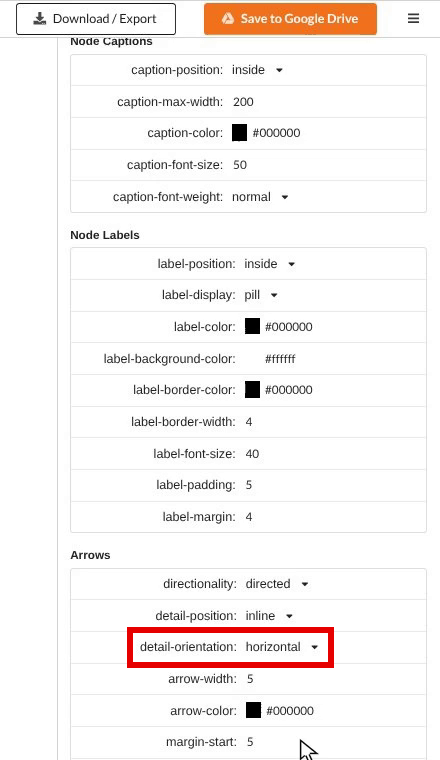 Download / Export
Save to Google Drive
Node Captions
caption-position: inside
caption-max-width: 200
caption-color: #000000
caption-font-size: 50
caption-font-weight: normal
Node Labels
label-position: inside
label-display: pill
label-color: #000000
label-background-color: #ffffff
label-border-color: #000000
label-border-width: 4
label-font-size: 40
label-padding: 5
label-margin: 4
Arrows
directionality: directed
detail-position: inline
detail-orientation: horizontal
arrow-width: 5
arrow-color: #000000
margin-start: 5